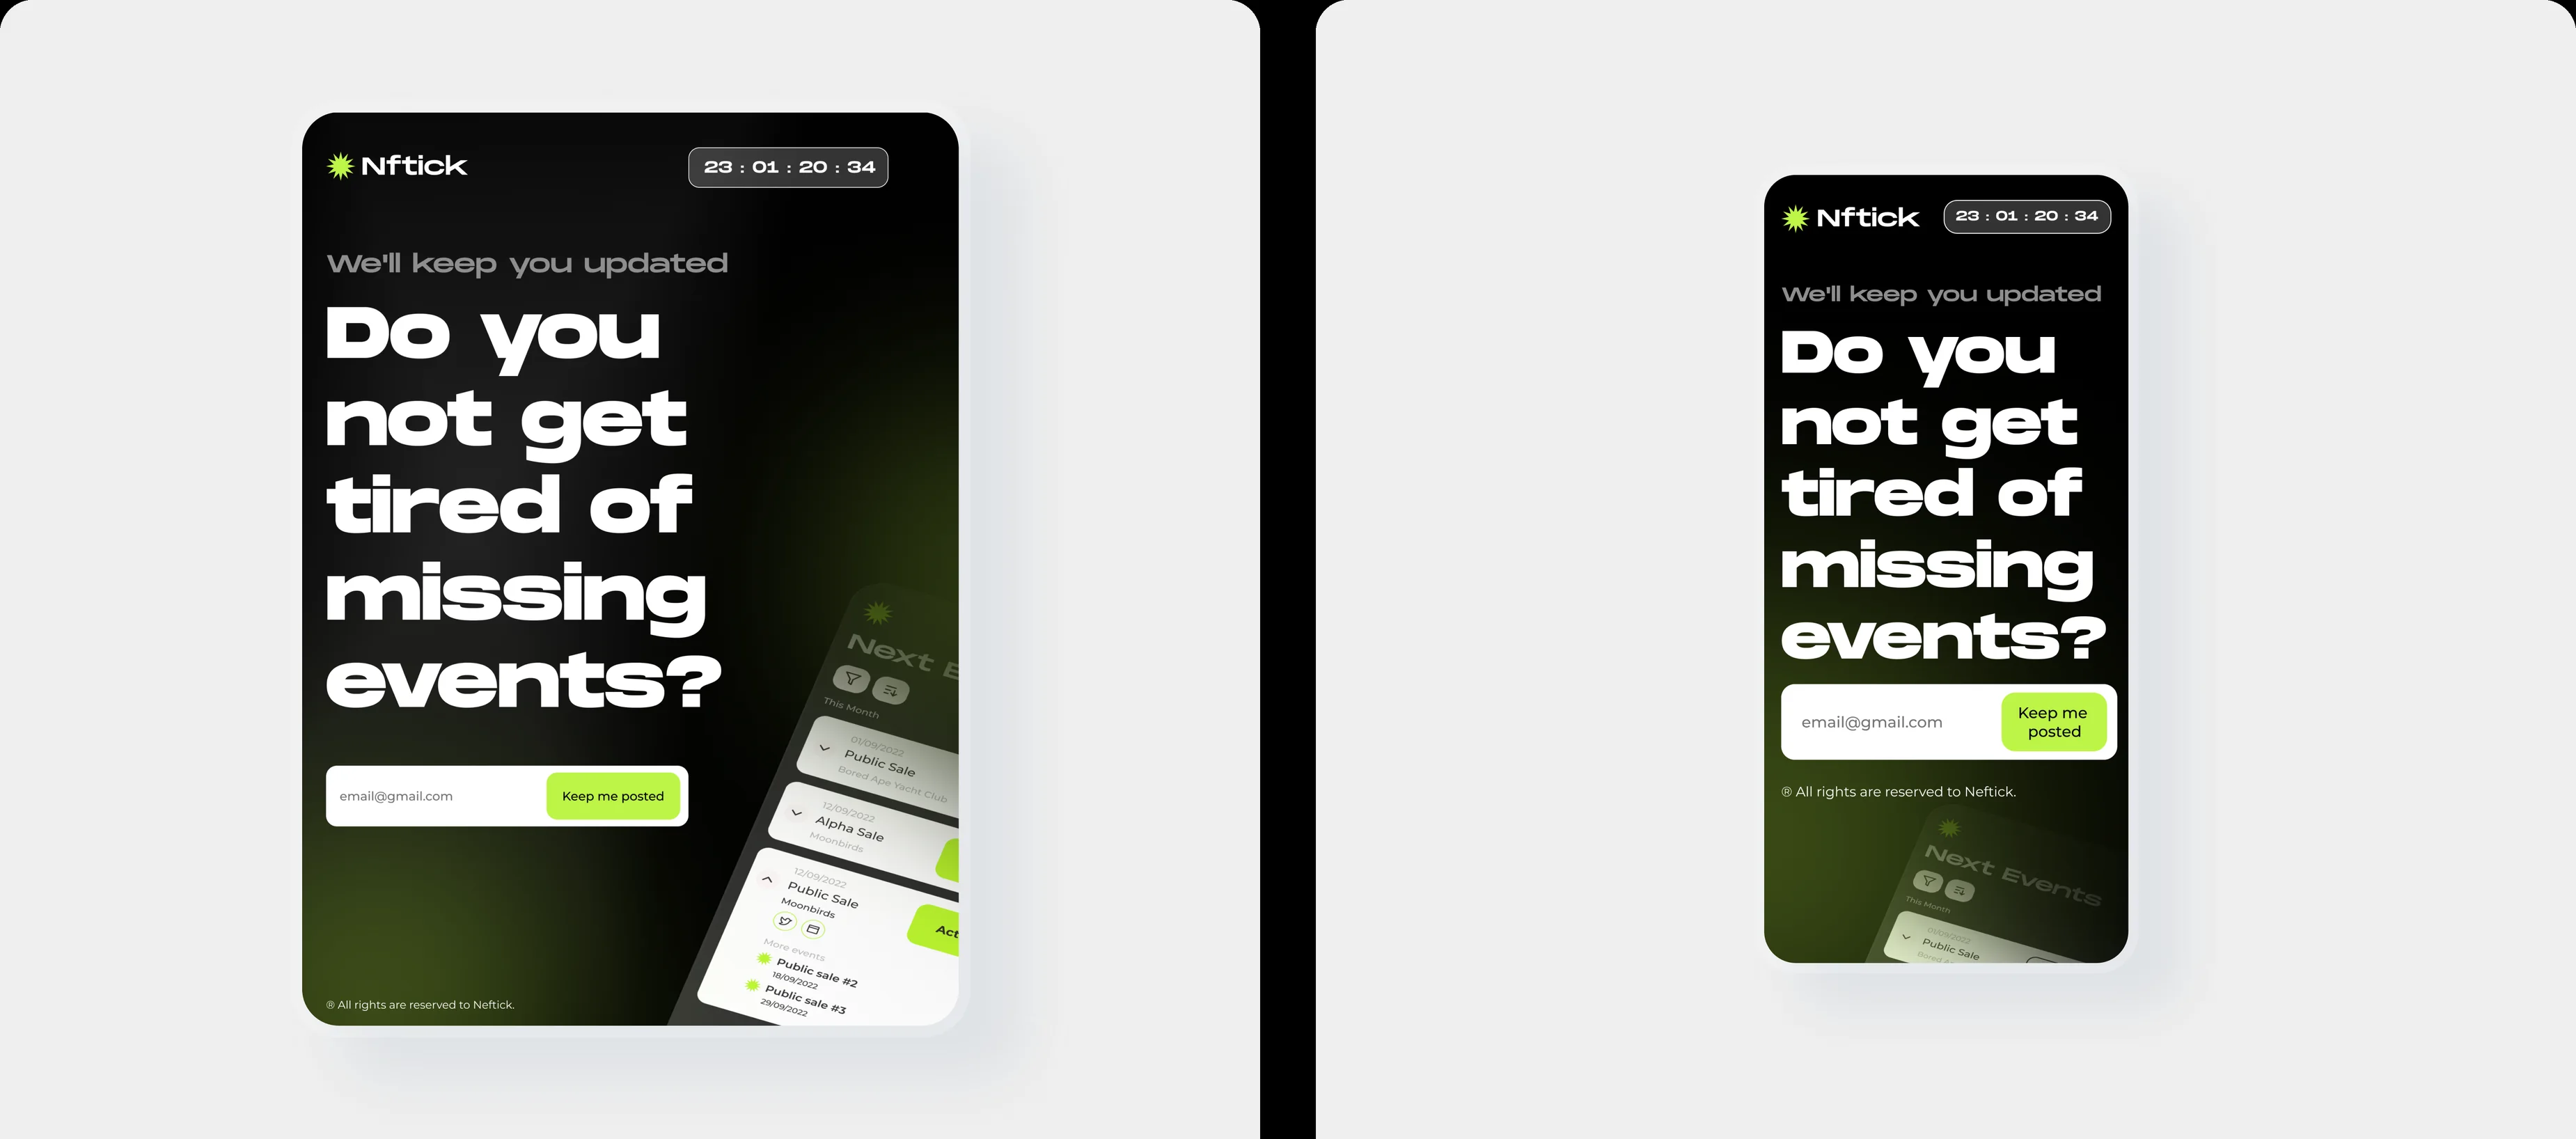 Nftick
23 : 01 : 20 : 34
We'll keep you updated
Do you
not get
tired of
missing
events?
email@gmail.com
Keep me posted
® All rights are reserved to Neftick.
Next E
This Month
01/09/2022
Public Sale
Bored Ape Yacht Club
12/09/2022
Alpha Sale
Moonbirds
12/09/2022
Public Sale
Moonbirds
Act
More events
Public sale #2
18/09/2022
Public sale #3
29/09/2022
Nftick
23 : 01 : 20 : 34
We'll keep you updated
Do you
not get
tired of
missing
events?
email@gmail.com
Keep me
posted
® All rights are reserved to Neftick.
Next Events
This Month
01/09/2022
Public Sale
Bored A